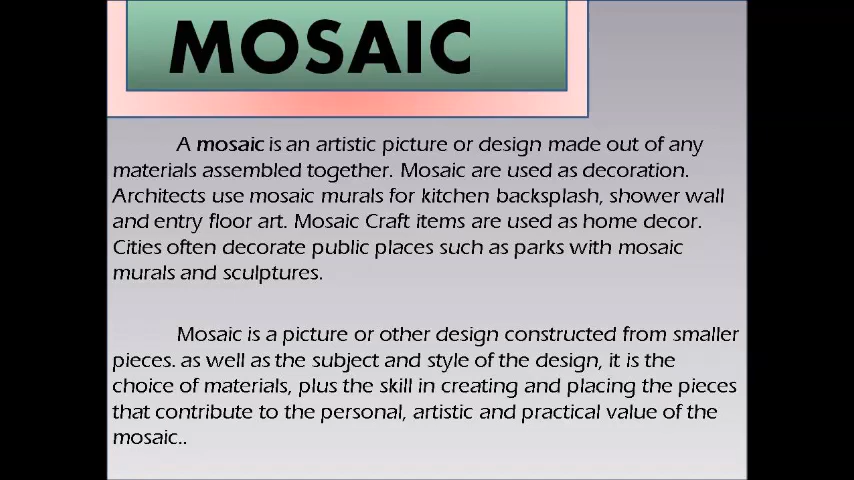 MOSAIC
A mosaic is an artistic picture or design made out of any
materials assembled together. Mosaic are used as decoration.
Architects use mosaic murals for kitchen backsplash, shower wall
and entry floor art. Mosaic Craft items are used as home decor.
Cities often decorate public places such as parks with mosaic
murals and sculptures.
Mosaic is a picture or other design constructed from smaller
pieces. as well as the subject and style of the design, it is the
choice of materials, plus the skill in creating and placing the pieces
that contribute to the personal, artistic and practical value of the
mosaic..